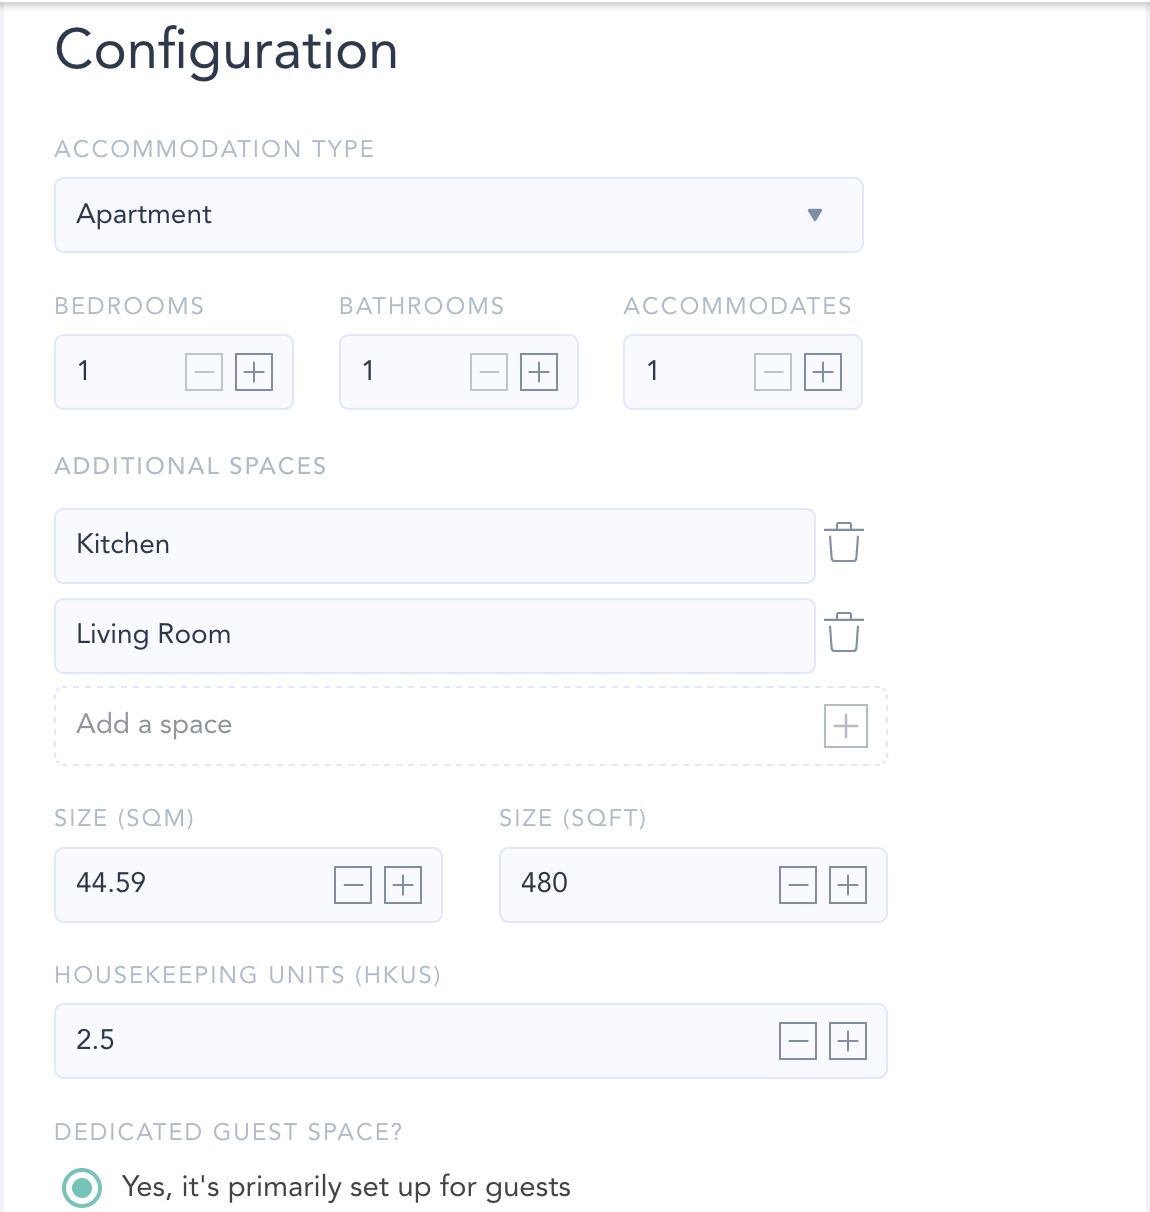 Configuration
ACCOMMODATION TYPE
Apartment
BEDROOMS BATHROOMS ACCOMMODATES
1 1 1
ADDITIONAL SPACES
Kitchen
Living Room
Add a space
SIZE (SQM) SIZE (SQFT)
44.59 480
HOUSEKEEPING UNITS (HKUS)
2.5
DEDICATED GUEST SPACE?
Yes, it's primarily set up for guests